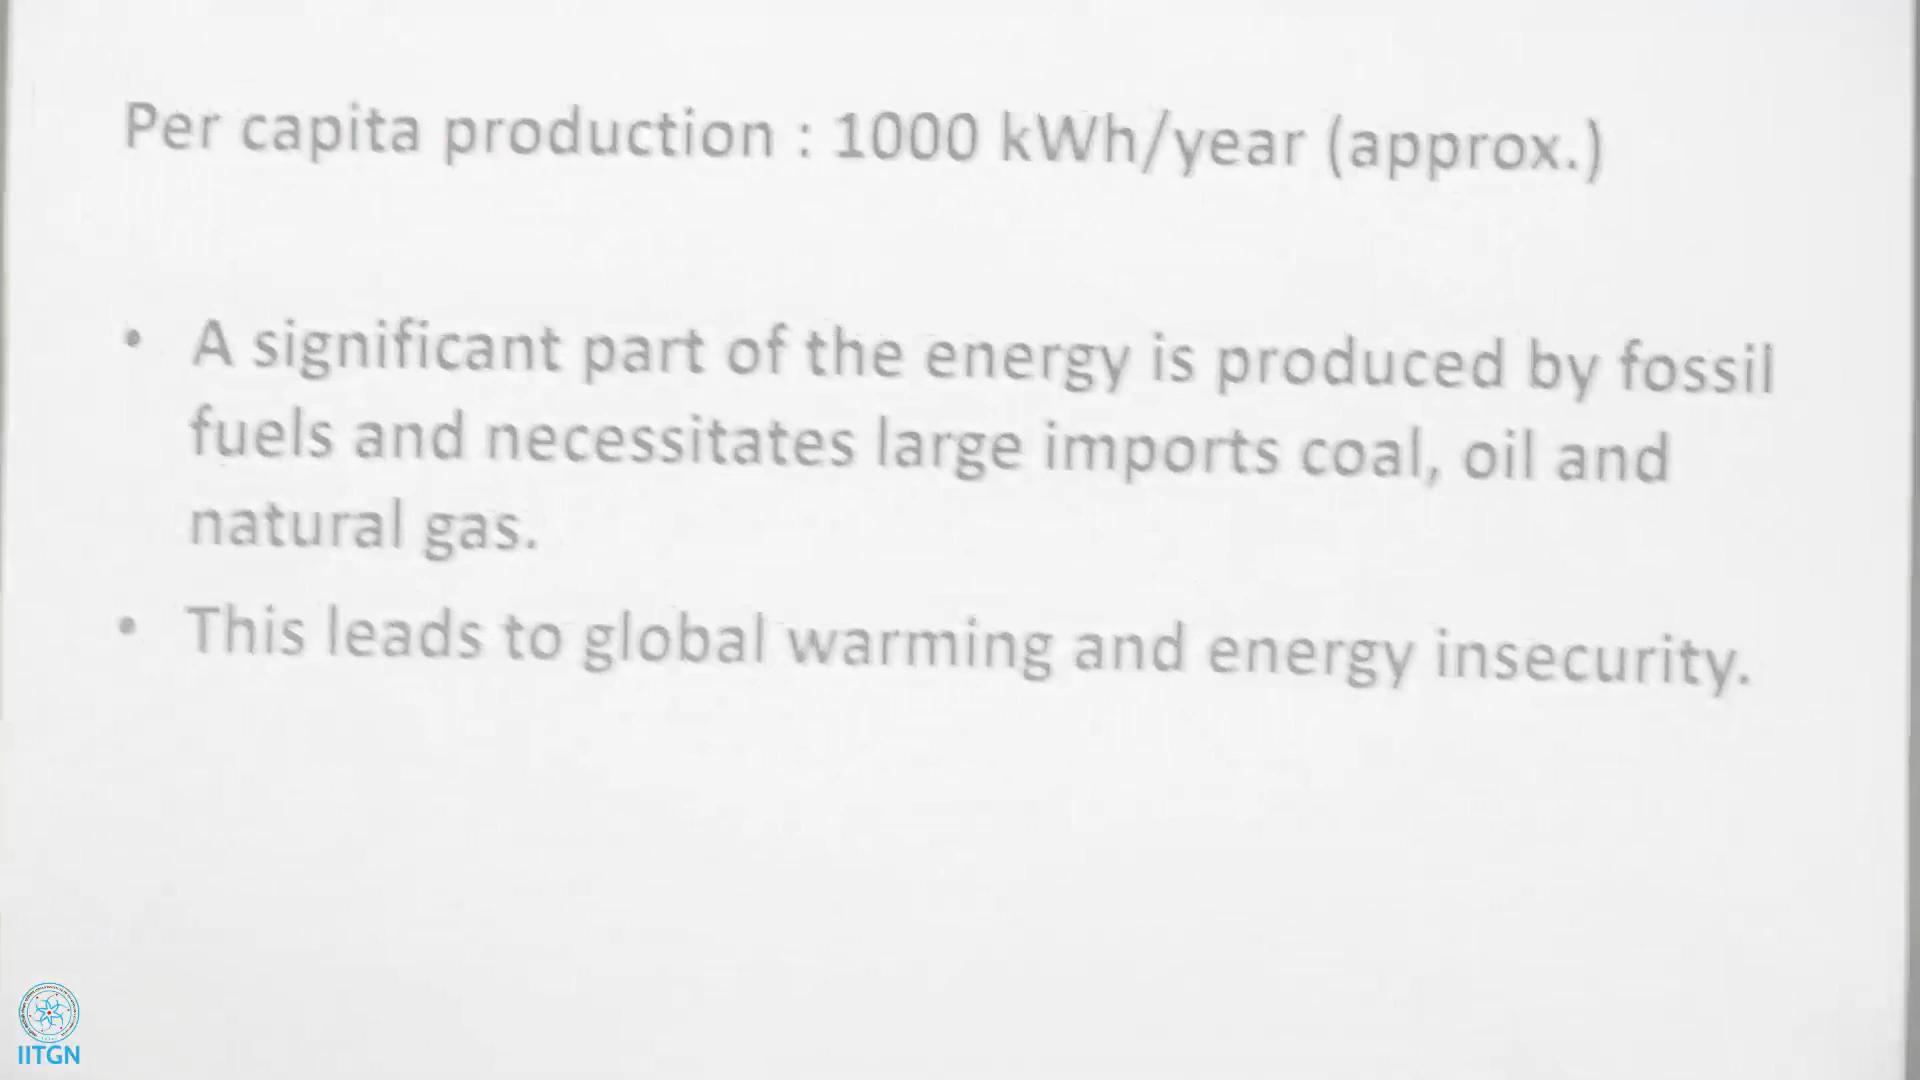 Per capita production : 1000 kWh/year (approx.)
• A significant part of the energy is produced by fossil
fuels and necessitates large imports coal, oil and
natural gas.
• This leads to global warming and energy insecurity.
IITGN